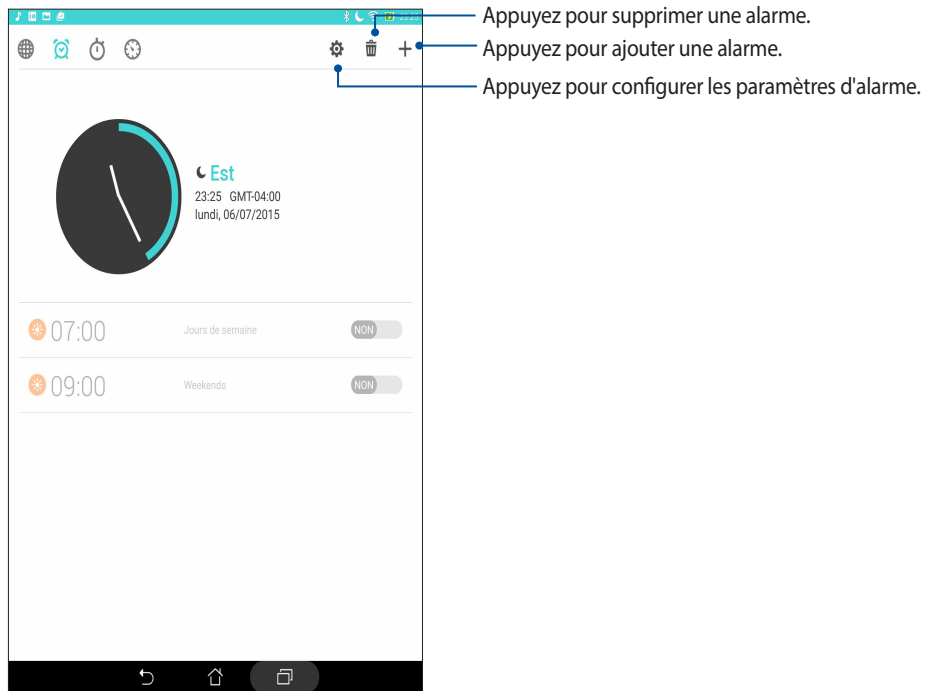 Appuyez pour supprimer une alarme.
Appuyez pour ajouter une alarme.
Appuyez pour configurer les paramètres d'alarme.
Est
23:25 GMT-04:00
lundi, 06/07/2015
07:00 Jours de semaine NON
09:00 Weekends NON